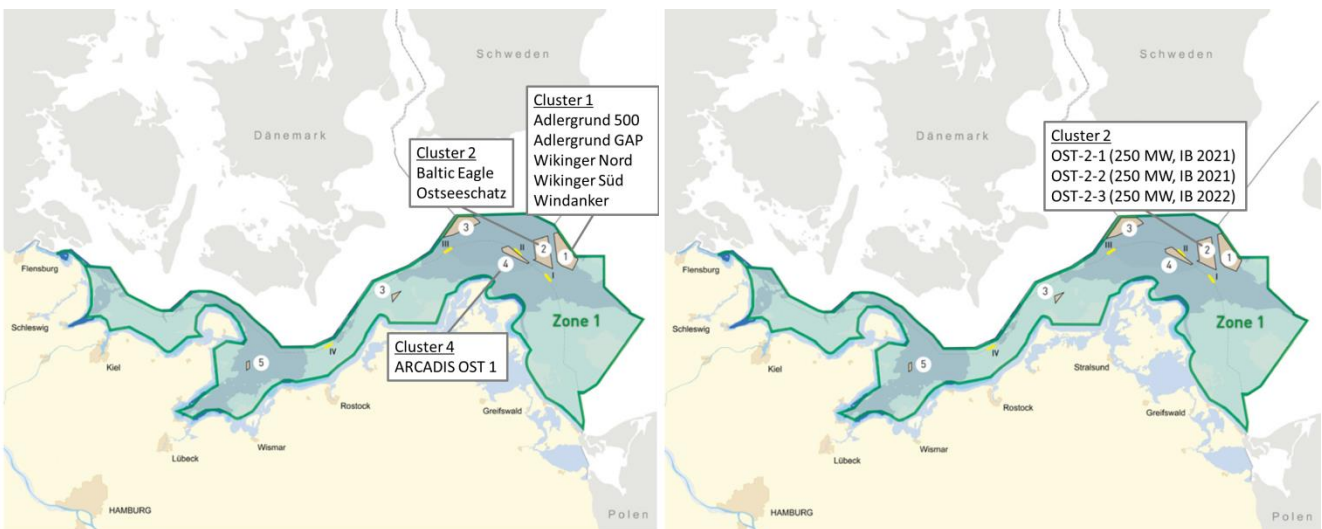 Schweden
Cluster 1
Adlergrund 500
Adlergrund GAP
Wikinger Nord
Wikinger Süd
Windanker
Dänemark
Cluster 2
Baltic Eagle
Ostseeschatz
3
III
II
2
1
4
I
Flensburg
3
Zone 1
Schleswig
Cluster 4
ARCADIS OST 1
IV
Kiel
5
Rostock
Greifswald
Wismar
Lübeck
HAMBURG
Polen
Schweden
Cluster 2
OST-2-1 (250 MW, IB 2021)
OST-2-2 (250 MW, IB 2021)
OST-2-3 (250 MW, IB 2022)
Dänemark
3
III
II
2
1
4
I
Flensburg
3
Zone 1
Schleswig
IV
Kiel
5
Stralsund
Rostock
Greifswald
Wismar
Lübeck
HAMBURG
Polen